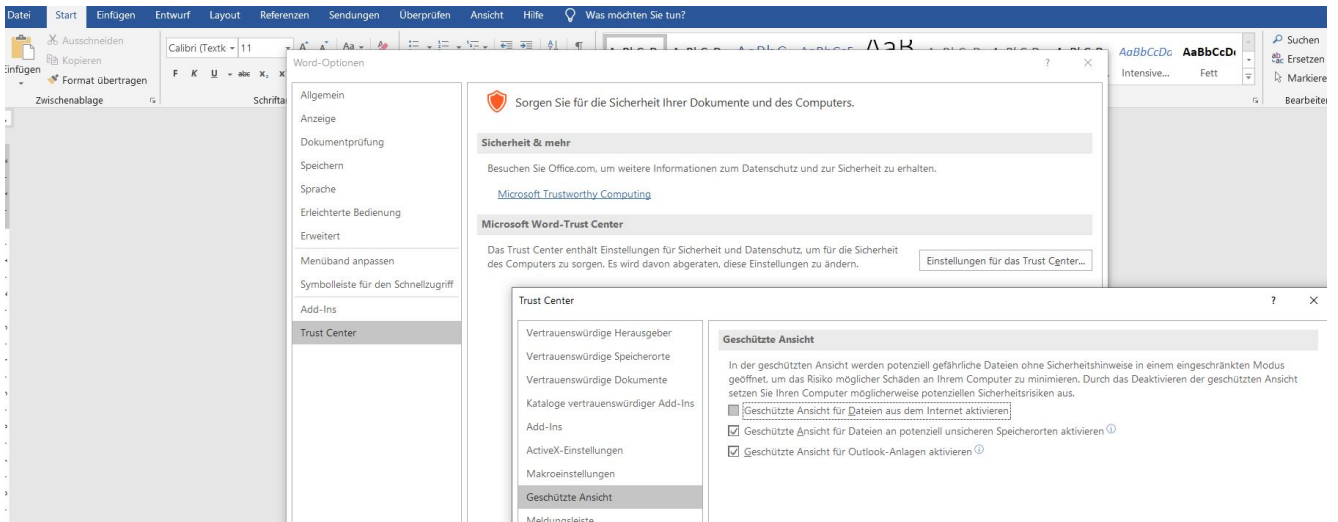 Datei Start Einfügen Entwurf Layout Referenzen Sendungen Überprüfen Ansicht Hilfe Was möchten Sie tun?
Ausschneiden
Kopieren
Format übertragen
Zwischenablage
Calibri (Textk 11
F K U abc X₂
Aa
AaBbCcDc AaBbCcD
Intensive... Fett
Suchen
Ersetzen
Word-Optionen ? ×
Allgemein
Anzeige
Dokumentprüfung
Speichern
Sprache
Erleichterte Bedienung
Erweitert
Menüband anpassen
Symbolleiste für den Schnellzugriff
Add-Ins
Trust Center
Sorgen Sie für die Sicherheit Ihrer Dokumente und des Computers.
Sicherheit & mehr
Besuchen Sie Office.com, um weitere Informationen zum Datenschutz und zur Sicherheit zu erhalten.
Microsoft Trustworthy Computing
Microsoft Word-Trust Center
Das Trust Center enthält Einstellungen für Sicherheit und Datenschutz, um für die Sicherheit
des Computers zu sorgen. Es wird davon abgeraten, diese Einstellungen zu ändern.
Einstellungen für das Trust Center...
Trust Center ? ×
Vertrauenswürdige Herausgeber
Vertrauenswürdige Speicherorte
Vertrauenswürdige Dokumente
Kataloge vertrauenswürdiger Add-Ins
Add-Ins
ActiveX-Einstellungen
Makroeinstellungen
Geschützte Ansicht
Meldungsleiste
Geschützte Ansicht
In der geschützten Ansicht werden potenziell gefährliche Dateien ohne Sicherheitshinweise in einem eingeschränkten Modus
geöffnet, um das Risiko möglicher Schäden an Ihrem Computer zu minimieren. Durch das Deaktivieren der geschützten Ansicht
setzen Sie Ihren Computer möglicherweise potenziellen Sicherheitsrisiken aus.
Geschützte Ansicht für Dateien aus dem Internet aktivieren
Geschützte Ansicht für Dateien an potenziell unsicheren Speicherorten aktivieren
Geschützte Ansicht für Outlook-Anlagen aktivieren